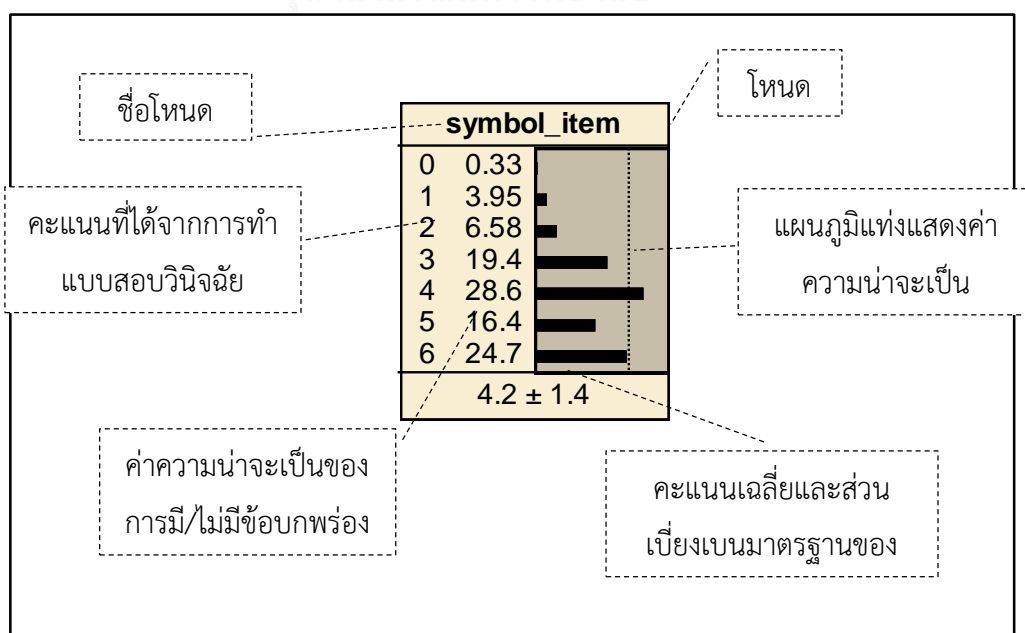 ชื่อโหนด
โหนด
symbol_item
0 0.33
1 3.95
2 6.58
3 19.4
4 28.6
5 16.4
6 24.7
4.2 ± 1.4
คะแนนที่ได้จากการทำ
แบบสอบวินิจฉัย
แผนภูมิแท่งแสดงค่า
ความน่าจะเป็น
ค่าความน่าจะเป็นของ
การมี/ไม่มีข้อบกพร่อง
คะแนนเฉลี่ยและส่วน
เบี่ยงเบนมาตรฐานของ